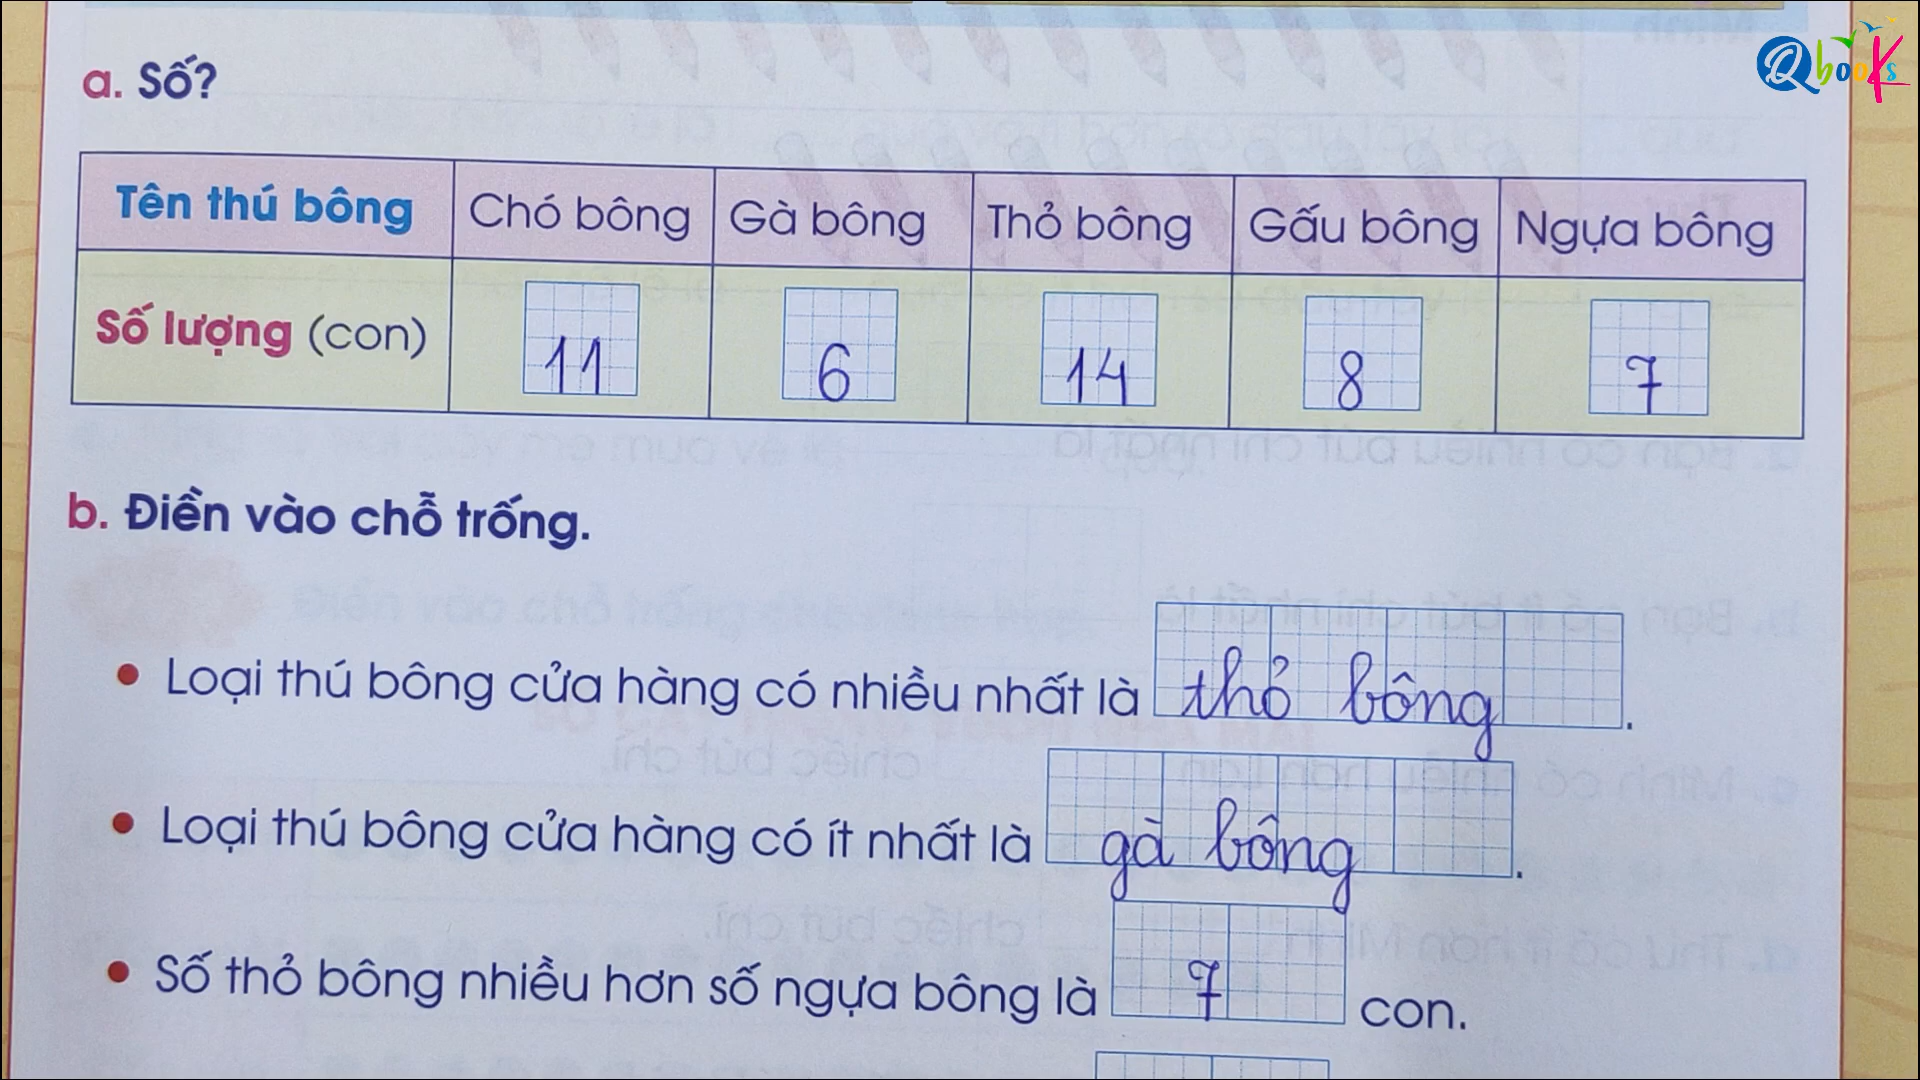 Qbooks
a. Số?
Tên thú bông Chó bông Gà bông Thỏ bông Gấu bông Ngựa bông
Số lượng (con) 11 6 14 8 7
b. Điền vào chỗ trống.
• Loại thú bông cửa hàng có nhiều nhất là thỏ bông.
• Loại thú bông cửa hàng có ít nhất là gà bông.
• Số thỏ bông nhiều hơn số ngựa bông là 7 con.